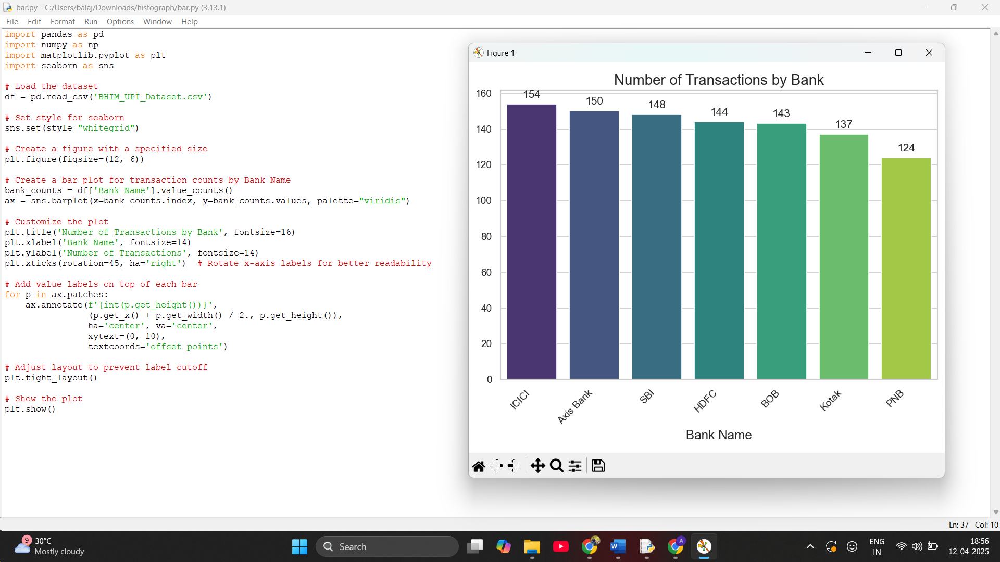 bar.py - C:/Users/balaj/Downloads/histograph/bar.py (3.13.1)
File Edit Format Run Options Window Help
import pandas as pd
import numpy as np
import matplotlib.pyplot as plt
import seaborn as sns
# Load the dataset
df = pd.read_csv('BHIM_UPI_Dataset.csv')
# Set style for seaborn
sns.set(style="whitegrid")
# Create a figure with a specified size
plt.figure(figsize=(12, 6))
# Create a bar plot for transaction counts by Bank Name
bank_counts = df['Bank Name'].value_counts()
ax = sns.barplot(x=bank_counts.index, y=bank_counts.values, palette="viridis")
# Customize the plot
plt.title('Number of Transactions by Bank', fontsize=16)
plt.xlabel('Bank Name', fontsize=14)
plt.ylabel('Number of Transactions', fontsize=14)
plt.xticks(rotation=45, ha='right')  # Rotate x-axis labels for better readability
# Add value labels on top of each bar
for p in ax.patches:
    ax.annotate(f'{int(p.get_height())}',
                (p.get_x() + p.get_width() / 2., p.get_height()),
                ha='center', va='center',
                xytext=(0, 10),
                textcoords='offset points')
# Adjust layout to prevent label cutoff
plt.tight_layout()
# Show the plot
plt.show()
Figure 1
Number of Transactions by Bank
160
140
120
100
80
60
40
20
0
154
150
148
144
143
137
124
ICICI
Axis Bank
SBI
HDFC
BOB
Kotak
PNB
Bank Name
Ln: 37 Col: 10
9
30°C
Mostly cloudy
Search
A
ENG
IN
18:56
12-04-2025